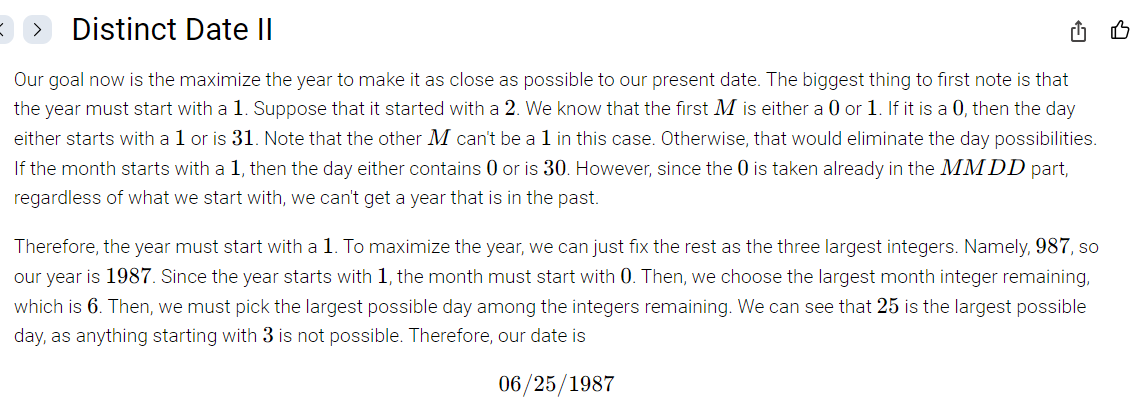 Distinct Date II
Our goal now is the maximize the year to make it as close as possible to our present date. The biggest thing to first note is that
the year must start with a 1. Suppose that it started with a 2. We know that the first M is either a 0 or 1. If it is a 0, then the day
either starts with a 1 or is 31. Note that the other M can't be a 1 in this case. Otherwise, that would eliminate the day possibilities.
If the month starts with a 1, then the day either contains 0 or is 30. However, since the 0 is taken already in the MMDD part,
regardless of what we start with, we can't get a year that is in the past.
Therefore, the year must start with a 1. To maximize the year, we can just fix the rest as the three largest integers. Namely, 987, so
our year is 1987. Since the year starts with 1, the month must start with 0. Then, we choose the largest month integer remaining,
which is 6. Then, we must pick the largest possible day among the integers remaining. We can see that 25 is the largest possible
day, as anything starting with 3 is not possible. Therefore, our date is
06/25/1987